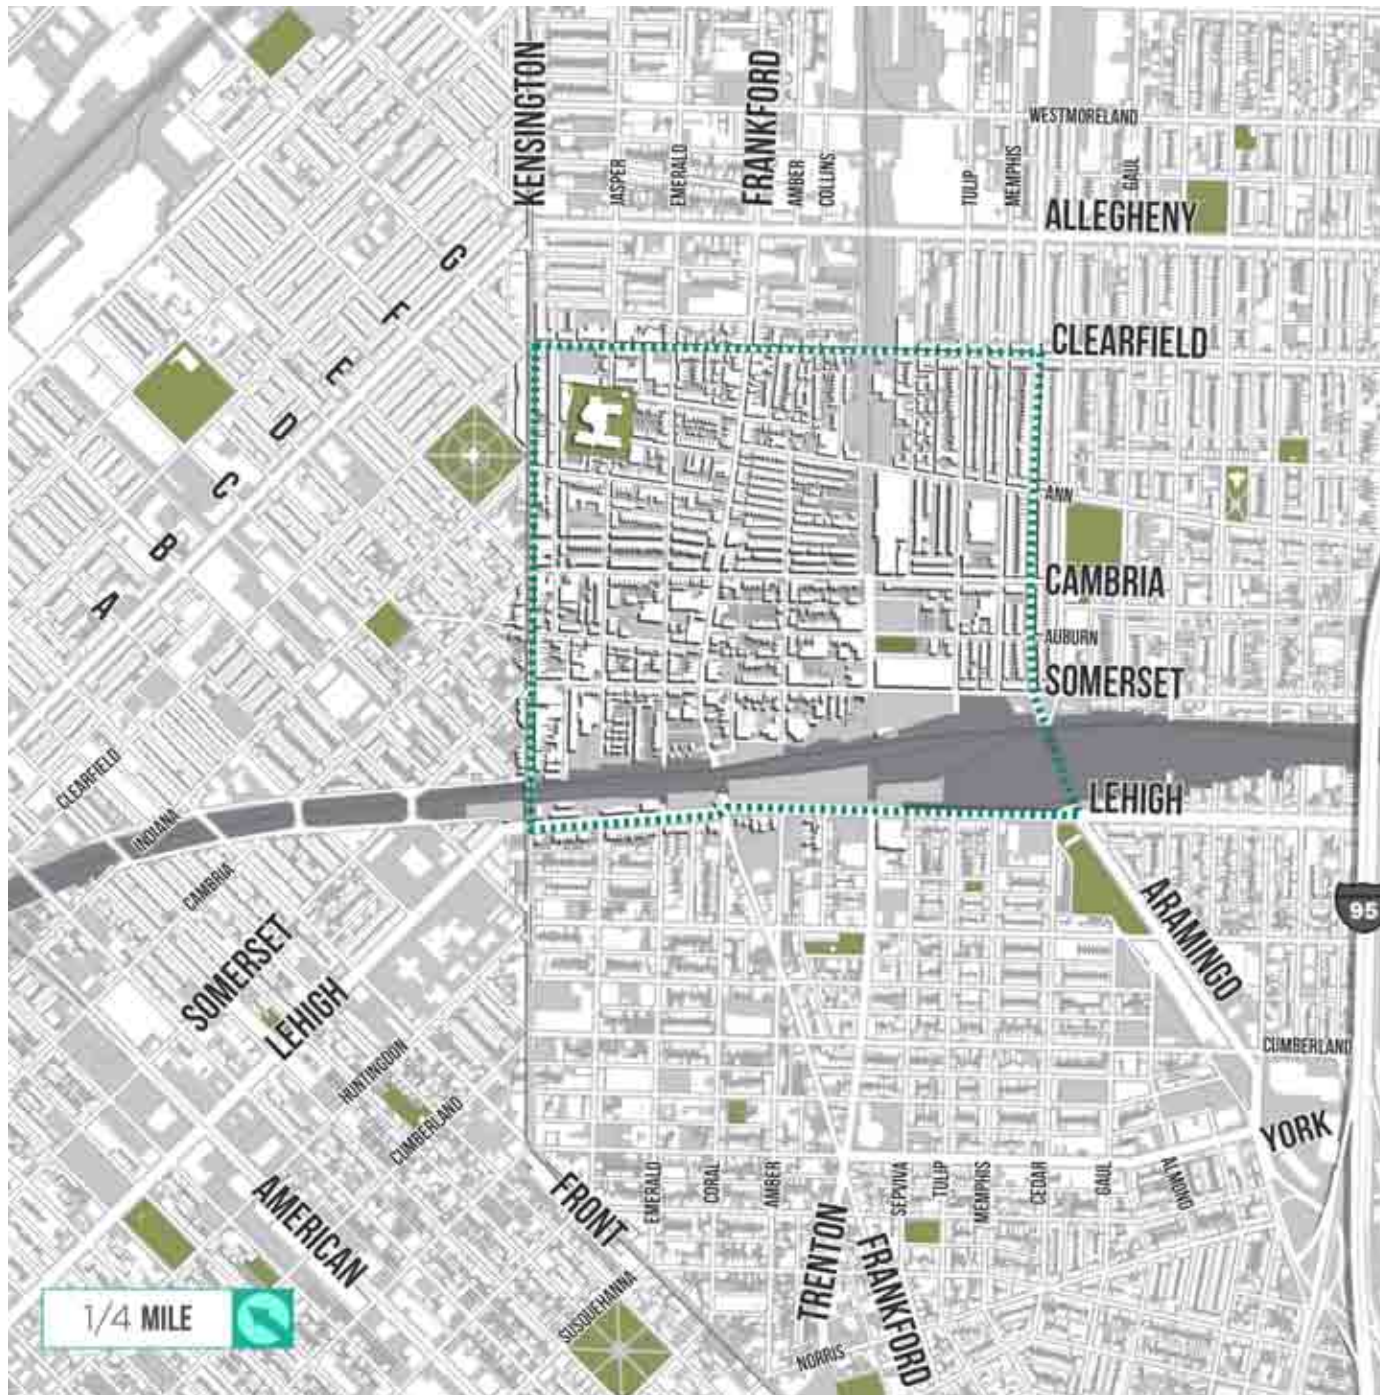 KENSINGTON
FRANKFORD
WESTMORELAND
JASPER
EMERALD
AMBER
COLLINS
TULIP
MEMPHIS
GAUL
ALLEGHENY
G
F
E
D
C
B
A
CLEARFIELD
ANN
CAMBRIA
AUBURN
SOMERSET
CLEARFIELD
INDIANA
CAMBRIA
LEHIGH
SOMERSET
LEHIGH
ARAMINGO
95
HUNTINGDON
CUMBERLAND
CUMBERLAND
YORK
AMERICAN
FRONT
EMERALD
CORAL
AMBER
SEPVIVA
TULIP
MEMPHIS
CEDAR
GAUL
ALMOND
TRENTON
FRANKFORD
SUSQUEHANNA
NORRIS
1/4 MILE